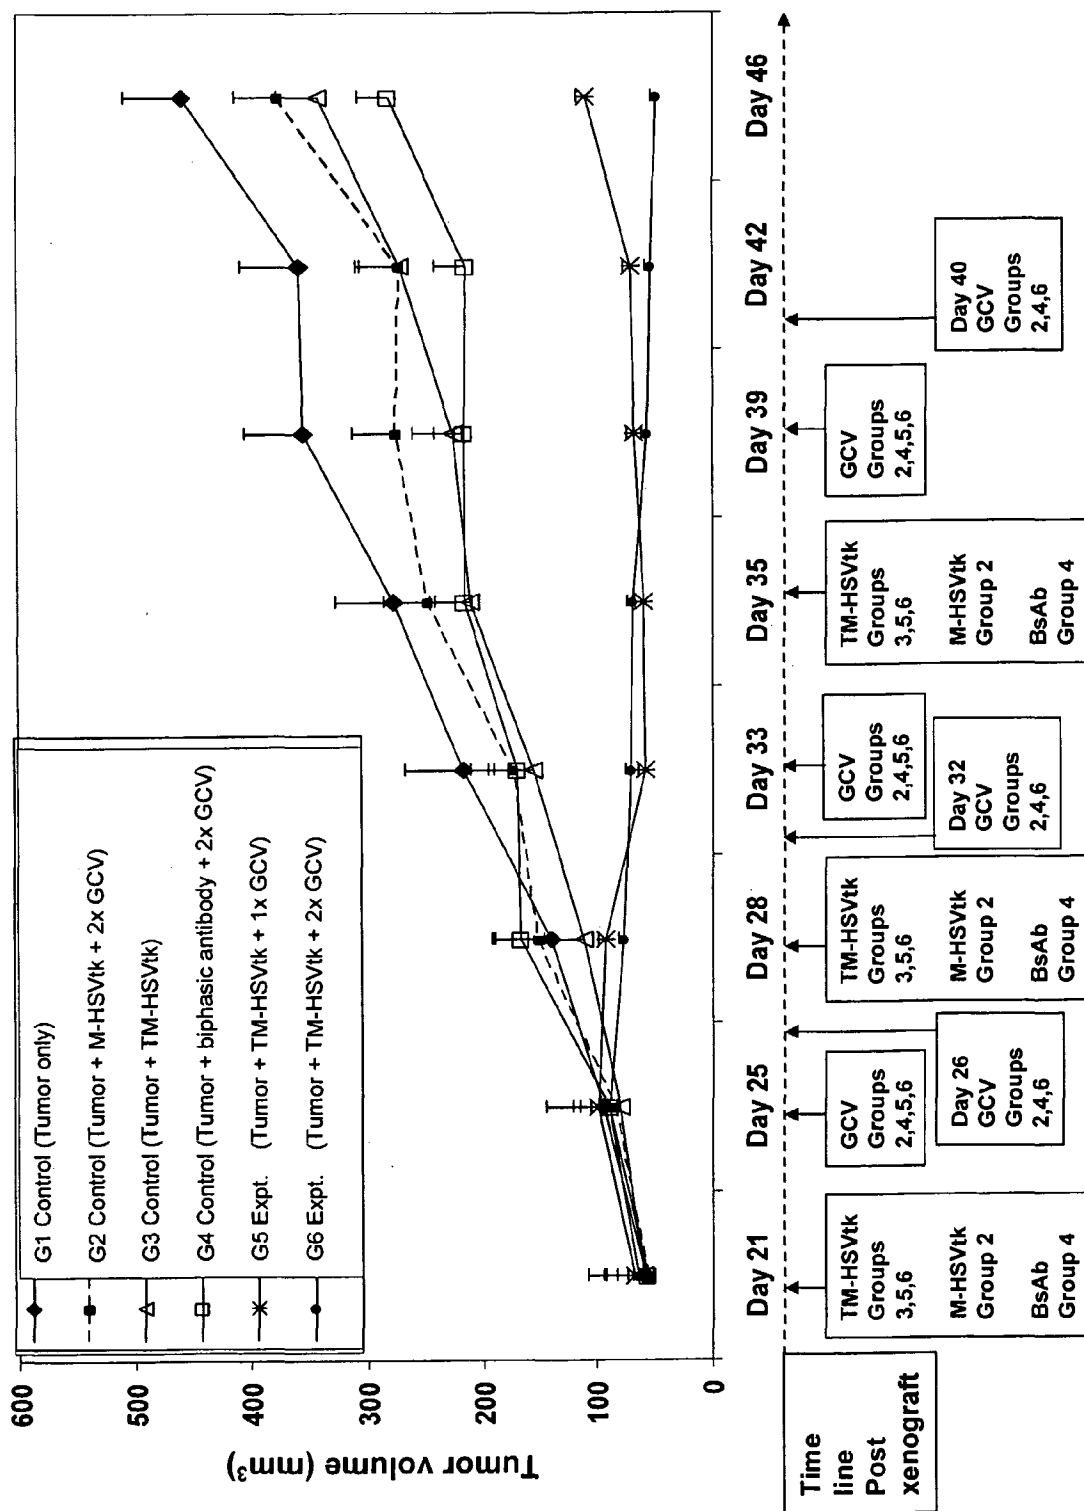 600
500
400
300
200
100
0
Tumor volume (mm³)
G1 Control (Tumor only)
G2 Control (Tumor + M-HSVtk + 2x GCV)
G3 Control (Tumor + TM-HSVtk)
G4 Control (Tumor + biphasic antibody + 2x GCV)
G5 Expt. (Tumor + TM-HSVtk + 1x GCV)
G6 Expt. (Tumor + TM-HSVtk + 2x GCV)
Day 21
Day 25
Day 28
Day 33
Day 35
Day 39
Day 42
Day 46
Time
line
Post
xenograft
TM-HSVtk
Groups
3,5,6
M-HSVtk
Group 2
BsAb
Group 4
GCV
Groups
2,4,5,6
Day 26
GCV
Groups
2,4,6
TM-HSVtk
Groups
3,5,6
M-HSVtk
Group 2
BsAb
Group 4
Day 32
GCV
Groups
2,4,6
GCV
Groups
2,4,5,6
TM-HSVtk
Groups
3,5,6
M-HSVtk
Group 2
BsAb
Group 4
GCV
Groups
2,4,5,6
Day 40
GCV
Groups
2,4,6